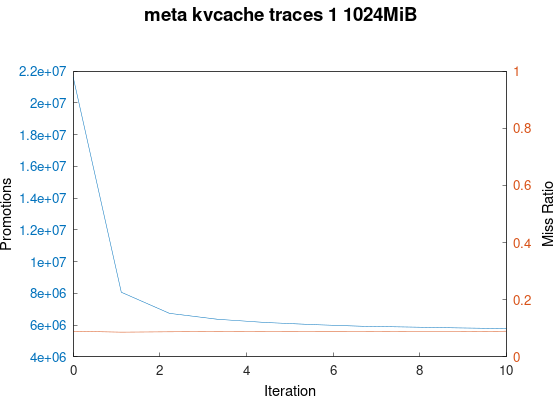 meta kvcache traces 1 1024MiB
2.2e+07
2e+07
1.8e+07
1.6e+07
1.4e+07
1.2e+07
1e+07
8e+06
6e+06
4e+06
Promotions
1
0.8
0.6
0.4
0.2
0
Miss Ratio
0 2 4 6 8 10
Iteration